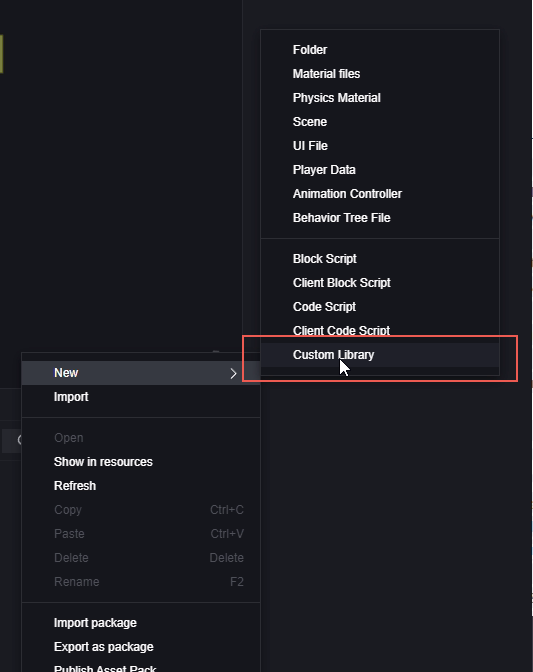 Folder
Material files
Physics Material
Scene
UI File
Player Data
Animation Controller
Behavior Tree File
Block Script
Client Block Script
Code Script
Client Code Script
Custom Library
New
Import
Open
Show in resources
Refresh
Copy Ctrl+C
Paste Ctrl+V
Delete Delete
Rename F2
Import package
Export as package
Publish Asset Pack